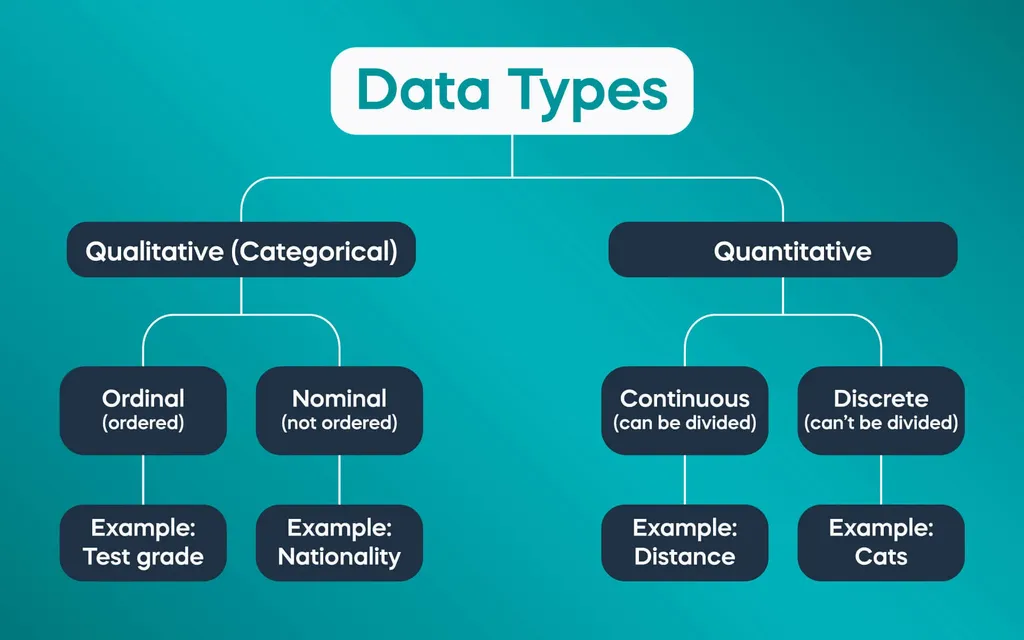 Data Types
Qualitative (Categorical)
Quantitative
Ordinal
(ordered)
Nominal
(not ordered)
Continuous
(can be divided)
Discrete
(can't be divided)
Example:
Test grade
Example:
Nationality
Example:
Distance
Example:
Cats